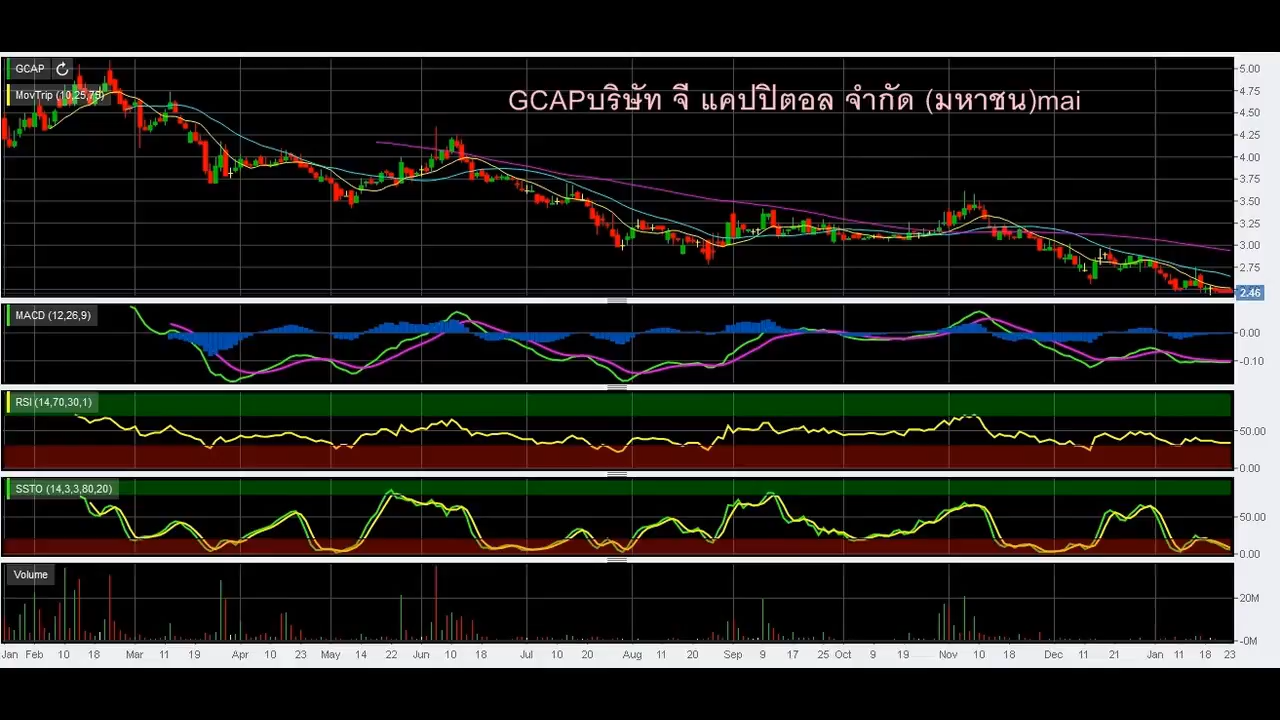 GCAP
MovTrip (10,25,75)
GCAPบริษัท จี แคปปิตอล จำกัด (มหาชน)mai
5.00
4.75
4.50
4.25
4.00
3.75
3.50
3.25
3.00
2.75
2.46
MACD (12,26,9)
0.00
-0.10
RSI (14,70,30,1)
50.00
0.00
SSTO (14,3,3,80,20)
50.00
0.00
Volume
20M
0M
Jan Feb 10 18 Mar 11 19 Apr 10 23 May 14 22 Jun 10 18 Jul 10 20 Aug 11 20 Sep 9 17 25 Oct 9 19 Nov 10 18 Dec 11 21 Jan 11 18 23